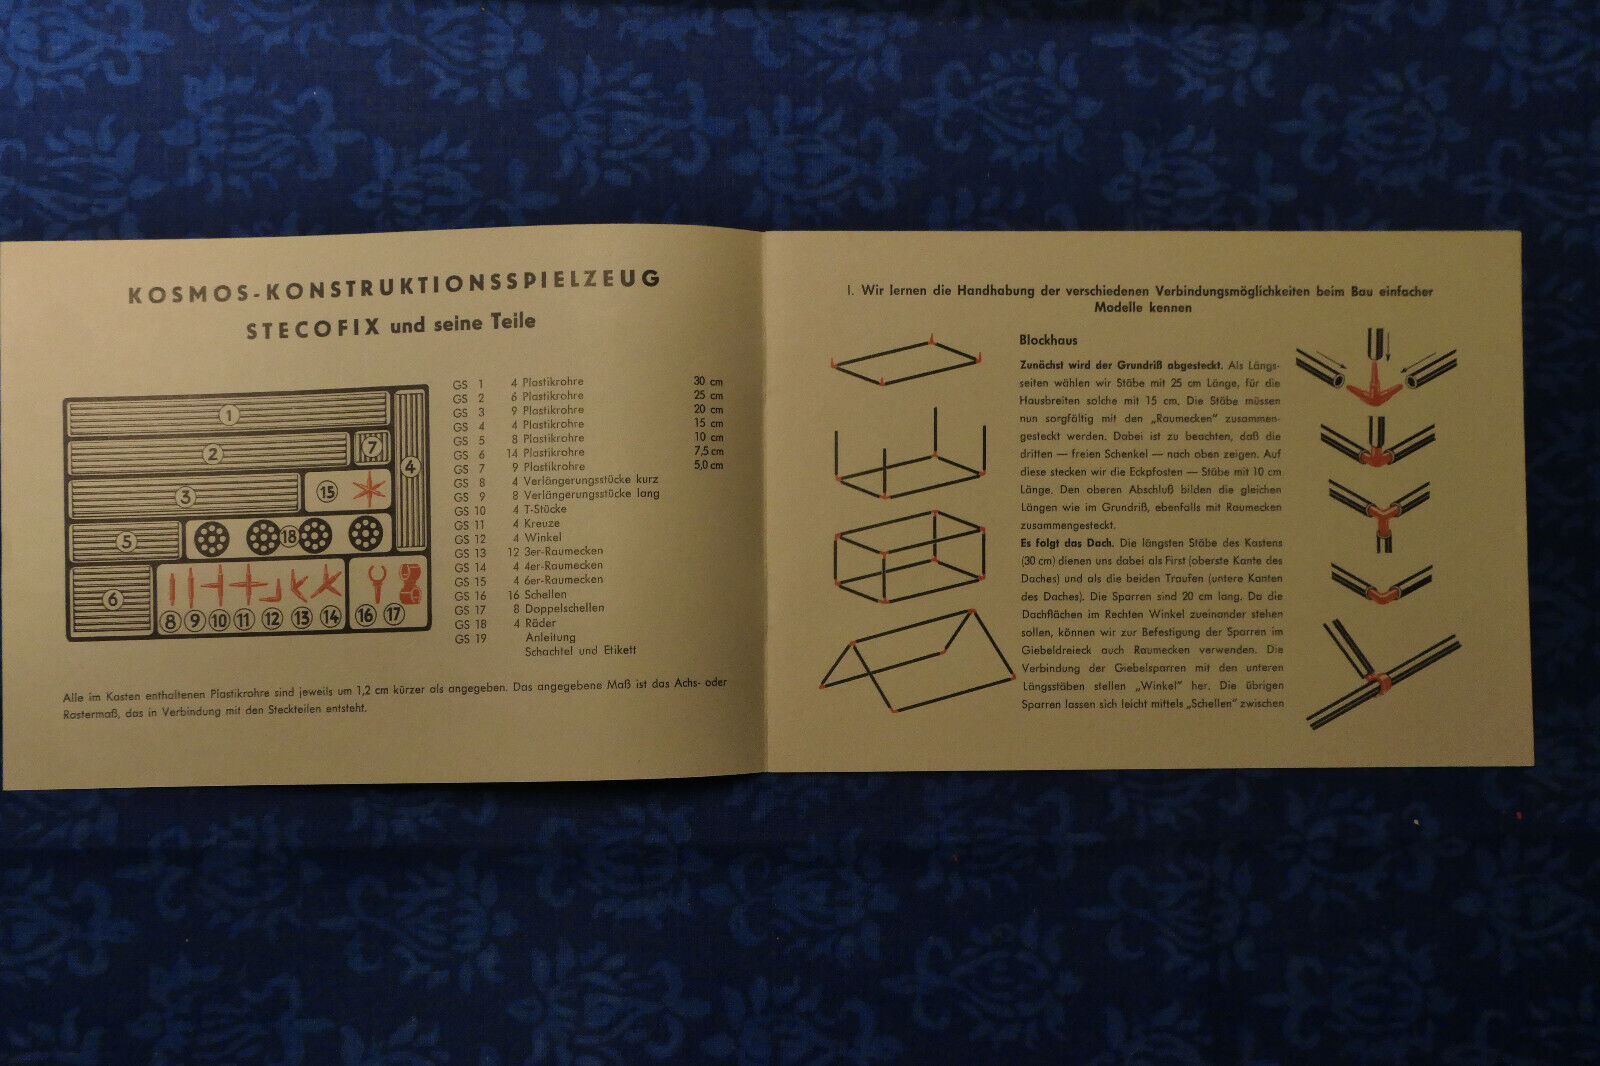 KOSMOS-KONSTRUKTIONSSPIELZEUG
STECOFIX und seine Teile
1
2
7
4
3
15
5
18
6
8 9 10 11 12 13 14 16 17
GS 1 4 Plastikrohre 30 cm
GS 2 6 Plastikrohre 25 cm
GS 3 9 Plastikrohre 20 cm
GS 4 4 Plastikrohre 15 cm
GS 5 8 Plastikrohre 10 cm
GS 6 14 Plastikrohre 7,5 cm
GS 7 9 Plastikrohre 5,0 cm
GS 8 4 Verlängerungsstücke kurz
GS 9 8 Verlängerungsstücke lang
GS 10 4 T-Stücke
GS 11 4 Kreuze
GS 12 4 Winkel
GS 13 12 3er-Raumecken
GS 14 4 4er-Raumecken
GS 15 4 6er-Raumecken
GS 16 16 Schellen
GS 17 8 Doppelschellen
GS 18 4 Räder
GS 19 Anleitung
Schachtel und Etikett
Alle im Kasten enthaltenen Plastikrohre sind jeweils um 1,2 cm kürzer als angegeben. Das angegebene Maß ist das Achs- oder
Rastermaß, das in Verbindung mit den Steckteilen entsteht.
I. Wir lernen die Handhabung der verschiedenen Verbindungsmöglichkeiten beim Bau einfacher
Modelle kennen
Blockhaus
Zunächst wird der Grundriß abgesteckt. Als Längs-
seiten wählen wir Stäbe mit 25 cm Länge, für die
Hausbreiten solche mit 15 cm. Die Stäbe müssen
nun sorgfältig mit den „Raumecken" zusammen-
gesteckt werden. Dabei ist zu beachten, daß die
dritten — freien Schenkel — nach oben zeigen. Auf
diese stecken wir die Eckpfosten — Stäbe mit 10 cm
Länge. Den oberen Abschluß bilden die gleichen
Längen wie im Grundriß, ebenfalls mit Raumecken
zusammengesteckt.
Es folgt das Dach. Die längsten Stäbe des Kastens
(30 cm) dienen uns dabei als First (oberste Kante des
Daches) und als die beiden Traufen (untere Kanten
des Daches). Die Sparren sind 20 cm lang. Da die
Dachflächen im Rechten Winkel zueinander stehen
sollen, können wir zur Befestigung der Sparren im
Giebeldreieck auch Raumecken verwenden. Die
Verbindung der Giebelsparren mit den unteren
Längsstäben stellen „Winkel" her. Die übrigen
Sparren lassen sich leicht mittels „Schellen" zwischen